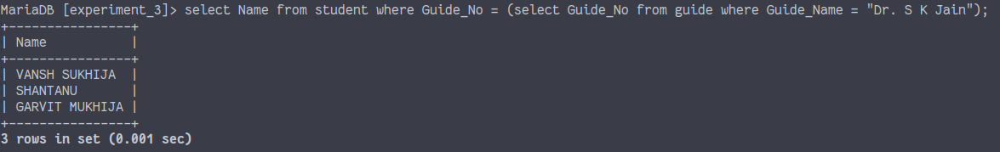 MariaDB [experiment_3]> select Name from student where Guide_No = (select Guide_No from guide where Guide_Name = "Dr. S K Jain");
+----------------+
| Name           |
+----------------+
| VANSH SUKHIJA  |
| SHANTANU       |
| GARVIT MUKHIJA |
+----------------+
3 rows in set (0.001 sec)